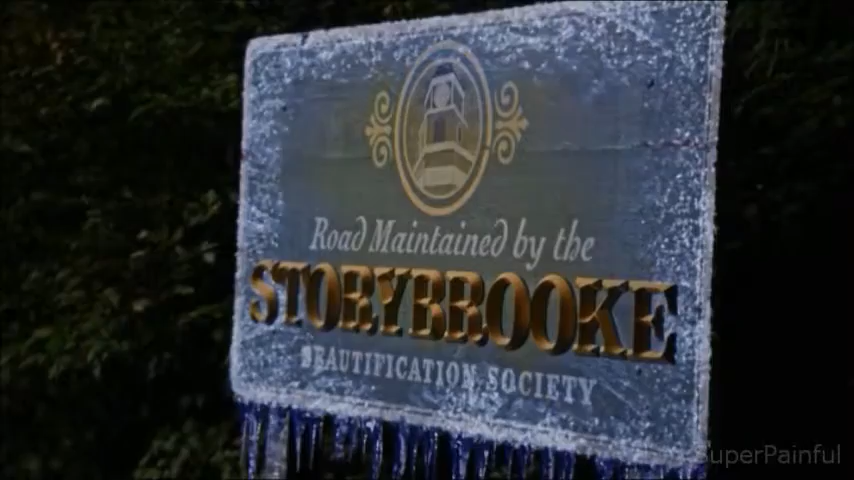 Road Maintained by the
STORYBROOKE
BEAUTIFICATION SOCIETY
SuperPainful